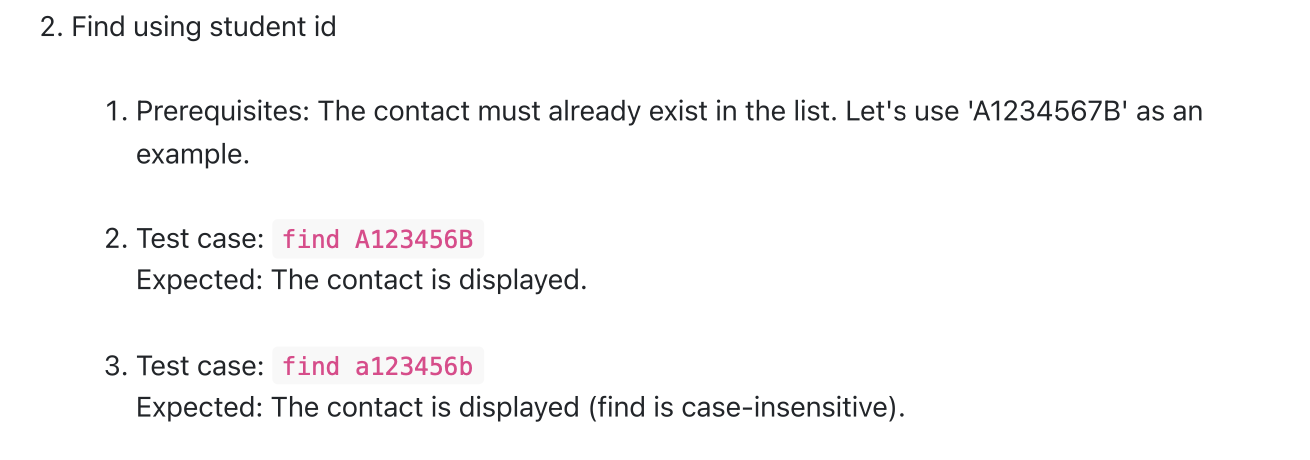 2. Find using student id
1. Prerequisites: The contact must already exist in the list. Let's use 'A1234567B' as an
example.
2. Test case: find A123456B
Expected: The contact is displayed.
3. Test case: find a123456b
Expected: The contact is displayed (find is case-insensitive).